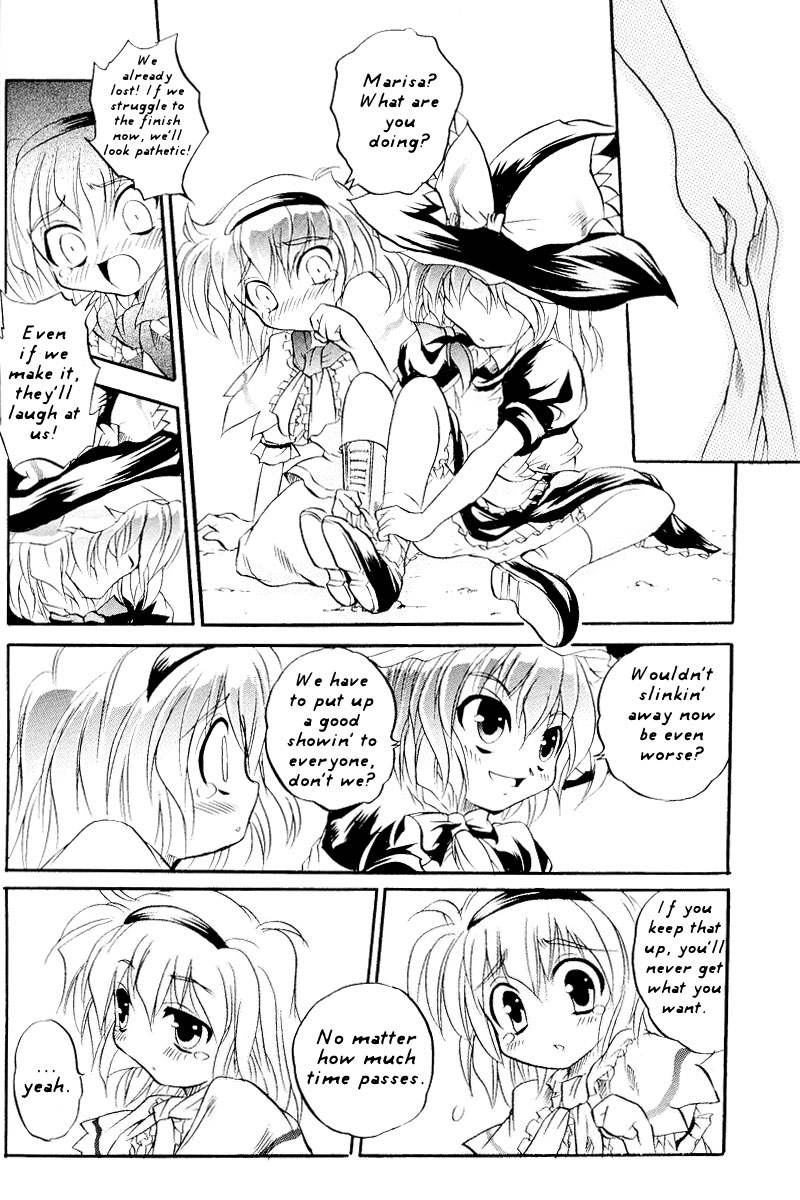 Marisa?
What are
you
doing?
We
already
lost! If we
struggle to
the finish
now, we'll
look pathetic!
Even
if we
make it,
they'll
laugh at
us!
Wouldn't
slinkin'
away now
be even
worse?
We have
to put up
a good
showin' to
everyone,
don't we?
If you
keep that
up, you'll
never get
what you
want.
No matter
how much
time passes.
...
yeah.